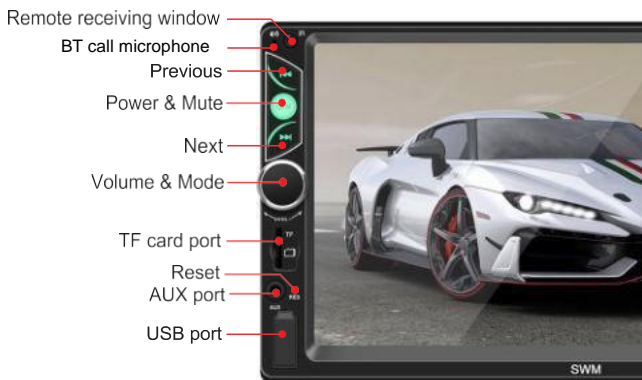 Remote receiving window
BT call microphone
Previous
Power & Mute
Next
Volume & Mode
TF card port
TF
Reset
AUX port
RES
AUX
USB port
SWM